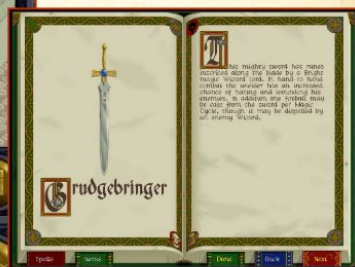 Grudgebringer
This mighty sword has runes
inscribed along the blade by a Bright
magic Wizard Lord. In hand to hand
combat the wielder has an increased
chance of hitting and wounding his
enemies. In addition one fireball may
be cast from the sword per Magic
Cycle, though it may be dispelled by
an enemy Wizard.
Spells
Items
Back
Next